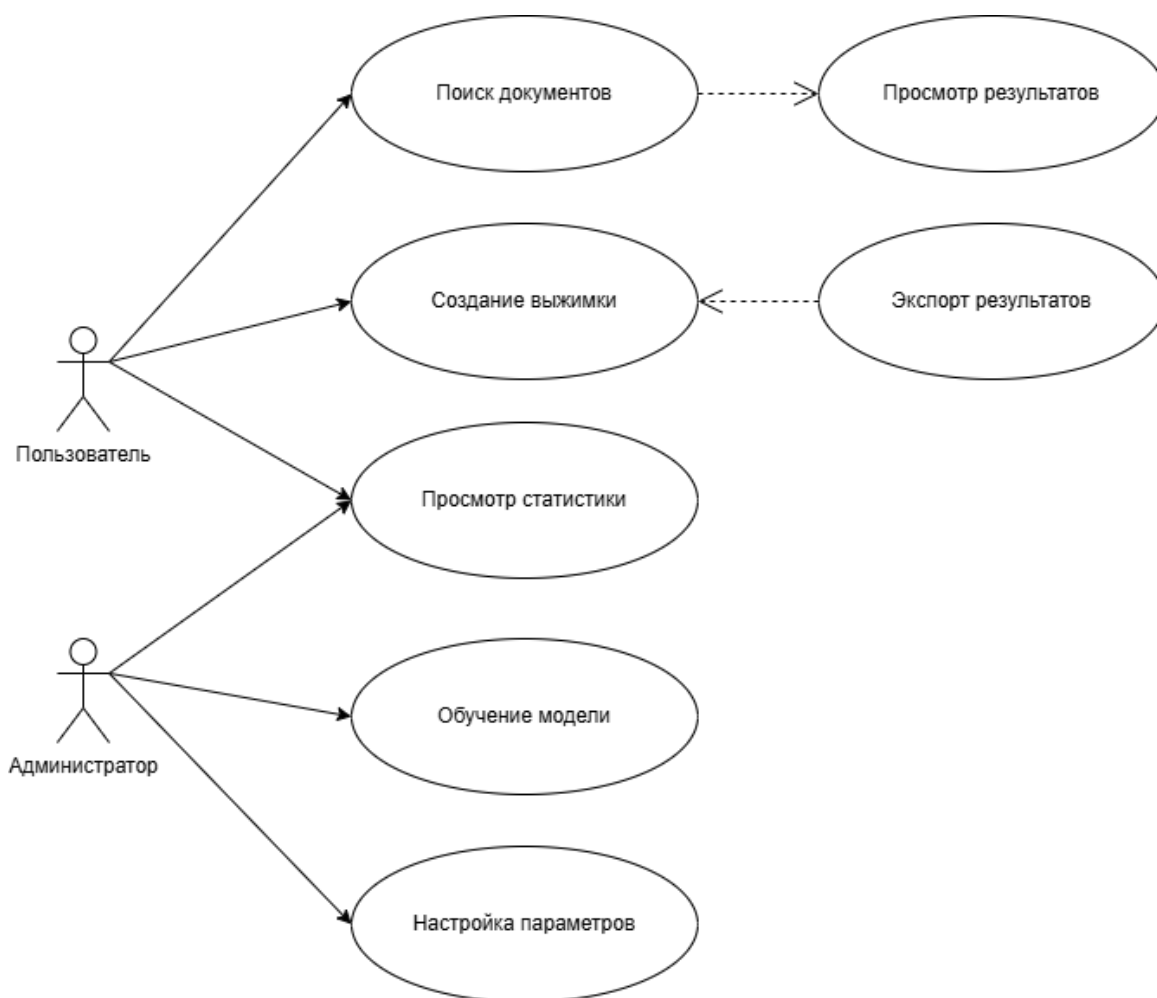 Поиск документов
Просмотр результатов
Создание выжимки
Экспорт результатов
Пользователь
Просмотр статистики
Обучение модели
Администратор
Настройка параметров